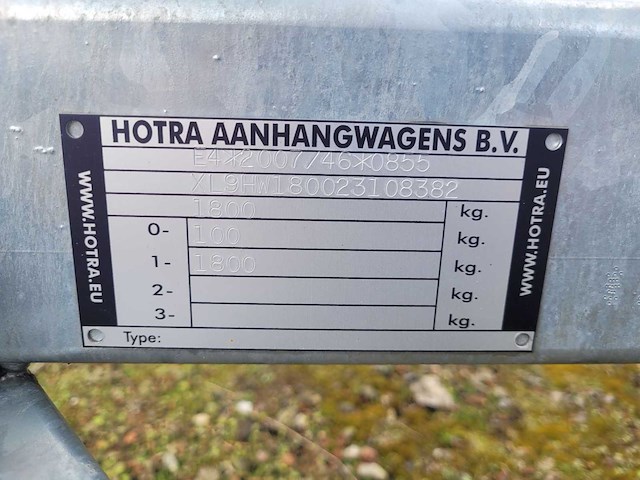 HOTRA AANHANGWAGENS B.V.
E4*2007/46*0855
XL9HW180023108382
1800 kg.
0- 100 kg.
1- 1800 kg.
2- kg.
3- kg.
Type:
WWW.HOTRA.EU
WWW.HOTRA.EU